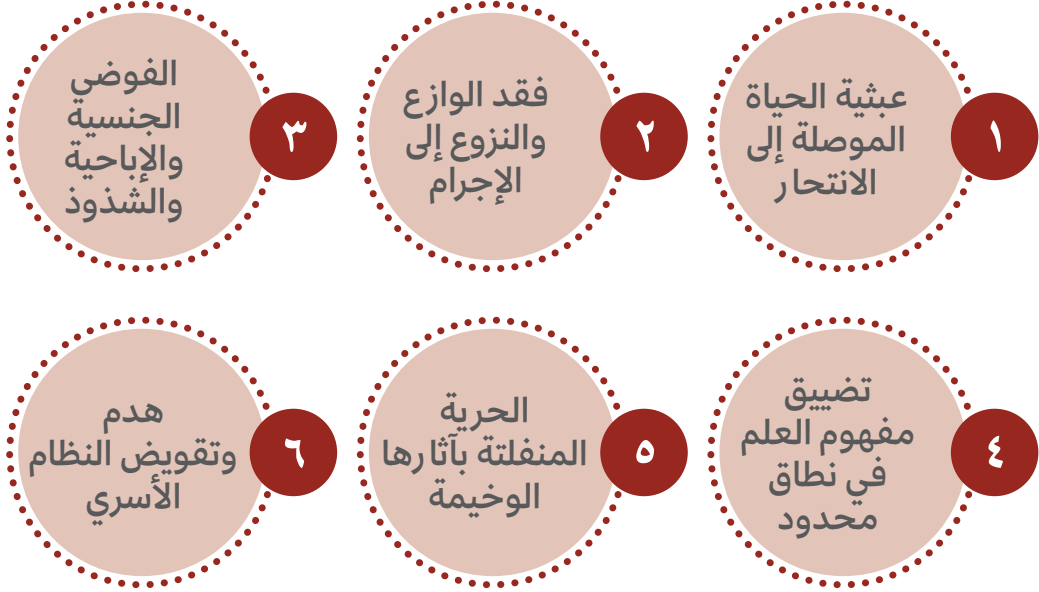 ١
عبثية الحياة
الموصلة إلى
الانتحار
٢
فقد الوازع
والنزوع إلى
الإجرام
٣
الفوضى
الجنسية
والإباحية
والشذوذ
٤
تضييق
مفهوم العلم
في نطاق
محدود
٥
الحرية
المنفلتة بآثارها
الوخيمة
٦
هدم
وتقويض النظام
الأسري